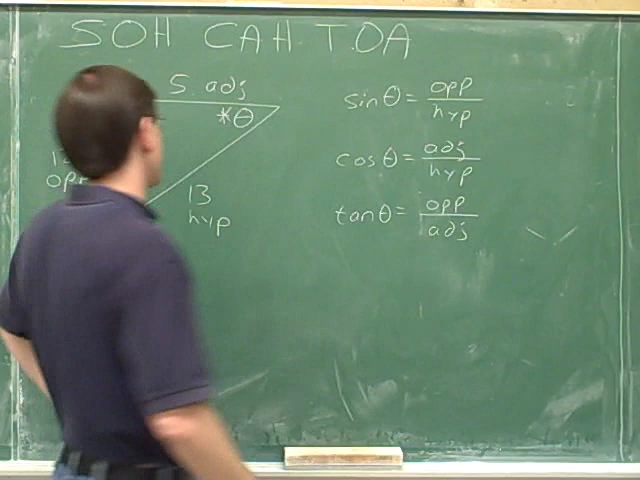 SOH CAH TOA
5 adj
*θ
opp
13
hyp
sinθ = opp
hyp
cosθ = adj
hyp
tanθ = opp
adj